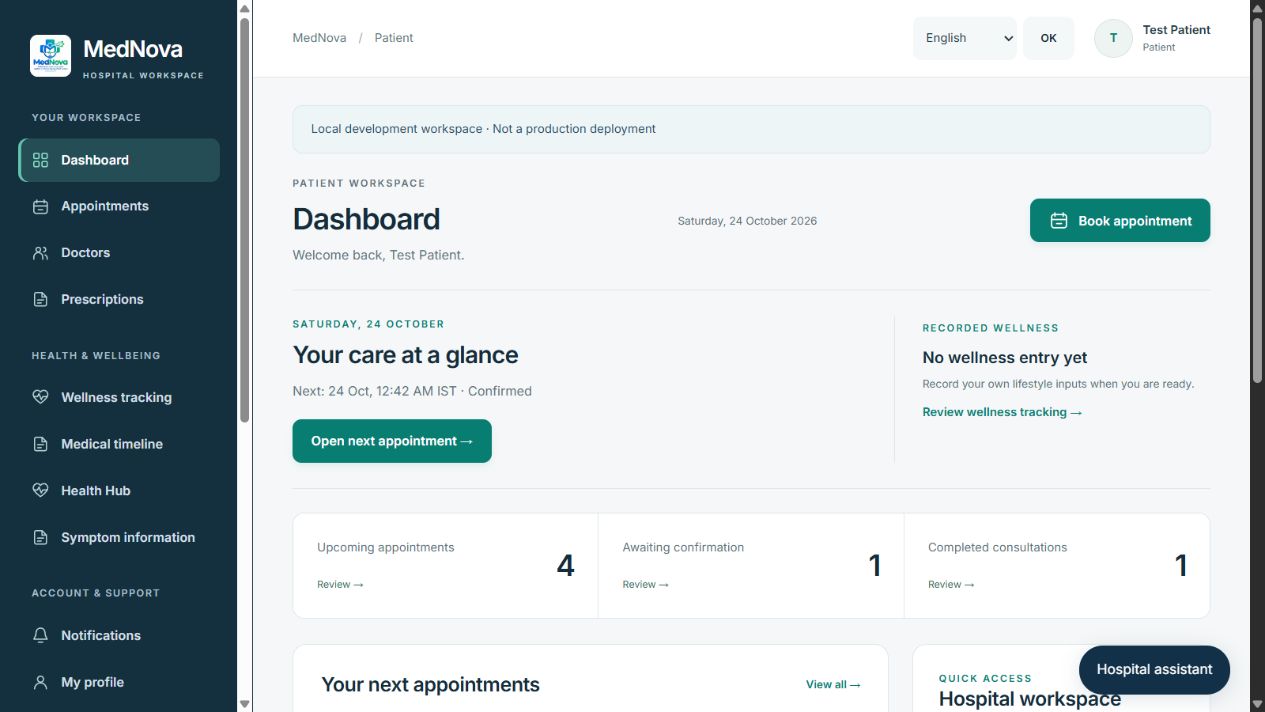 MedNova
HOSPITAL WORKSPACE
YOUR WORKSPACE
Dashboard
Appointments
Doctors
Prescriptions
HEALTH & WELLBEING
Wellness tracking
Medical timeline
Health Hub
Symptom information
ACCOUNT & SUPPORT
Notifications
My profile
MedNova / Patient
English
OK
T
Test Patient
Patient
Local development workspace · Not a production deployment
PATIENT WORKSPACE
Dashboard
Welcome back, Test Patient.
Saturday, 24 October 2026
Book appointment
SATURDAY, 24 OCTOBER
Your care at a glance
Next: 24 Oct, 12:42 AM IST · Confirmed
Open next appointment →
RECORDED WELLNESS
No wellness entry yet
Record your own lifestyle inputs when you are ready.
Review wellness tracking →
Upcoming appointments
4
Review →
Awaiting confirmation
1
Review →
Completed consultations
1
Review →
Your next appointments
View all →
QUICK ACCESS
Hospital workspace
Hospital assistant